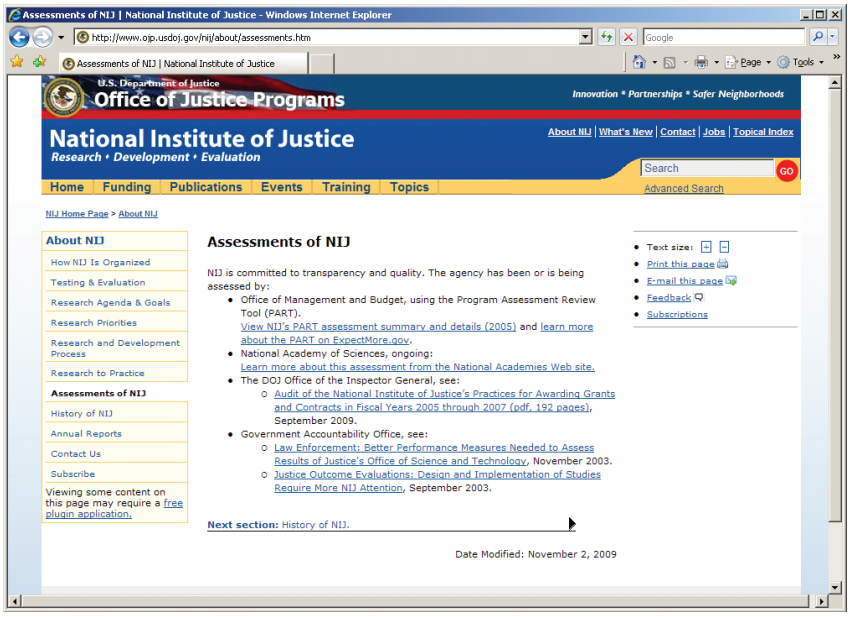 Assessments of NIJ | National Institute of Justice - Windows Internet Explorer
http://www.ojp.usdoj.gov/nij/about/assessments.htm
Google
Assessments of NIJ | National Institute of Justice
Page
Tools
U.S. Department of Justice
Office of Justice Programs
Innovation * Partnerships * Safer Neighborhoods
National Institute of Justice
Research • Development • Evaluation
About NIJ | What's New | Contact | Jobs | Topical Index
Search
GO
Advanced Search
Home Funding Publications Events Training Topics
NIJ Home Page > About NIJ
About NIJ
How NIJ Is Organized
Testing & Evaluation
Research Agenda & Goals
Research Priorities
Research and Development
Process
Research to Practice
Assessments of NIJ
History of NIJ
Annual Reports
Contact Us
Subscribe
Viewing some content on
this page may require a free
plugin application.
Assessments of NIJ
NIJ is committed to transparency and quality. The agency has been or is being
assessed by:
• Office of Management and Budget, using the Program Assessment Review
Tool (PART).
View NIJ's PART assessment summary and details (2005) and learn more
about the PART on ExpectMore.gov.
• National Academy of Sciences, ongoing:
Learn more about this assessment from the National Academies Web site.
• The DOJ Office of the Inspector General, see:
o Audit of the National Institute of Justice's Practices for Awarding Grants
and Contracts in Fiscal Years 2005 through 2007 (pdf, 192 pages),
September 2009.
• Government Accountability Office, see:
o Law Enforcement: Better Performance Measures Needed to Assess
Results of Justice's Office of Science and Technology, November 2003.
o Justice Outcome Evaluations: Design and Implementation of Studies
Require More NIJ Attention, September 2003.
Next section: History of NIJ.
Date Modified: November 2, 2009
• Text size: + -
• Print this page
• E-mail this page
• Feedback
• Subscriptions